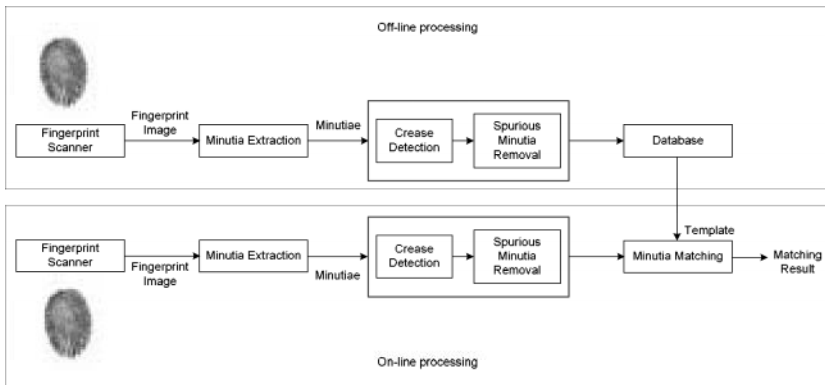 Off-line processing
Fingerprint
Image
Minutiae
Fingerprint
Scanner
Minutia Extraction
Crease
Detection
Spurious
Minutia
Removal
Database
Template
Fingerprint
Scanner
Fingerprint
Image
Minutia Extraction
Minutiae
Crease
Detection
Spurious
Minutia
Removal
Minutia Matching
Matching
Result
On-line processing